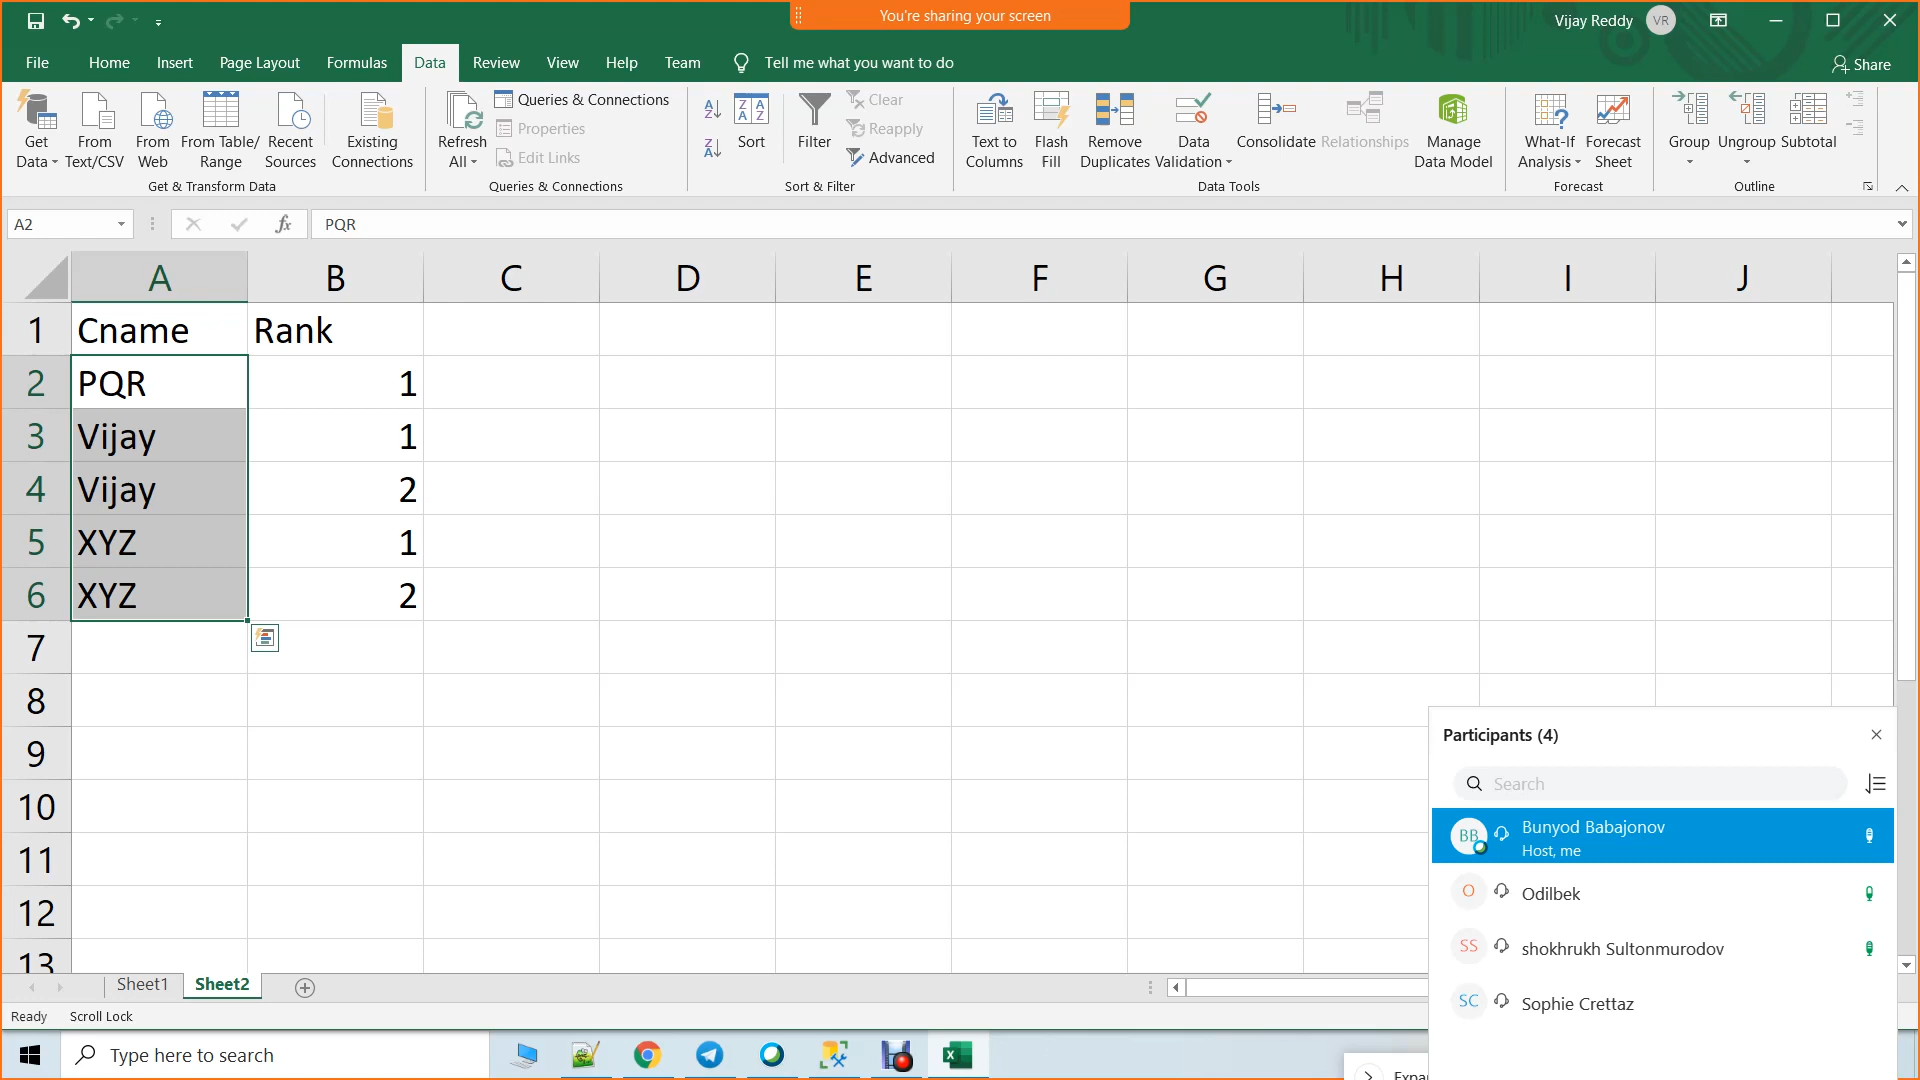 You're sharing your screen
Vijay Reddy VR
File Home Insert Page Layout Formulas Data Review View Help Team Tell me what you want to do
Share
Get Data
From Text/CSV
From Web
From Table/ Range
Recent Sources
Existing Connections
Get & Transform Data
Refresh All
Queries & Connections
Properties
Edit Links
Queries & Connections
Sort
Filter
Clear
Reapply
Advanced
Sort & Filter
Text to Columns
Flash Fill
Remove Duplicates
Data Validation
Consolidate
Relationships
Manage Data Model
Data Tools
What-If Analysis
Forecast Sheet
Forecast
Group
Ungroup
Subtotal
Outline
A2
fx
PQR
A B C D E F G H I J
1 Cname Rank
2 PQR 1
3 Vijay 1
4 Vijay 2
5 XYZ 1
6 XYZ 2
7
8
9
10
11
12
13
Participants (4)
Search
BB Bunyod Babajonov
Host, me
O Odilbek
SS shokhrukh Sultonmurodov
SC Sophie Crettaz
Sheet1 Sheet2
Ready Scroll Lock
Type here to search